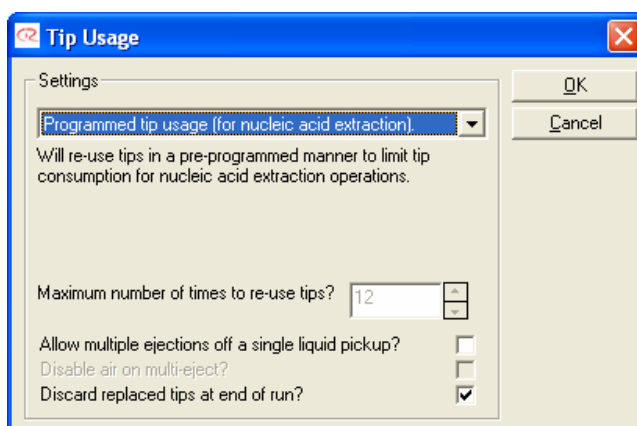 Tip Usage
Settings
Programmed tip usage (for nucleic acid extraction).
Will re-use tips in a pre-programmed manner to limit tip
consumption for nucleic acid extraction operations.
Maximum number of times to re-use tips? 12
Allow multiple ejections off a single liquid pickup?
Disable air on multi-eject?
Discard replaced tips at end of run?
OK
Cancel